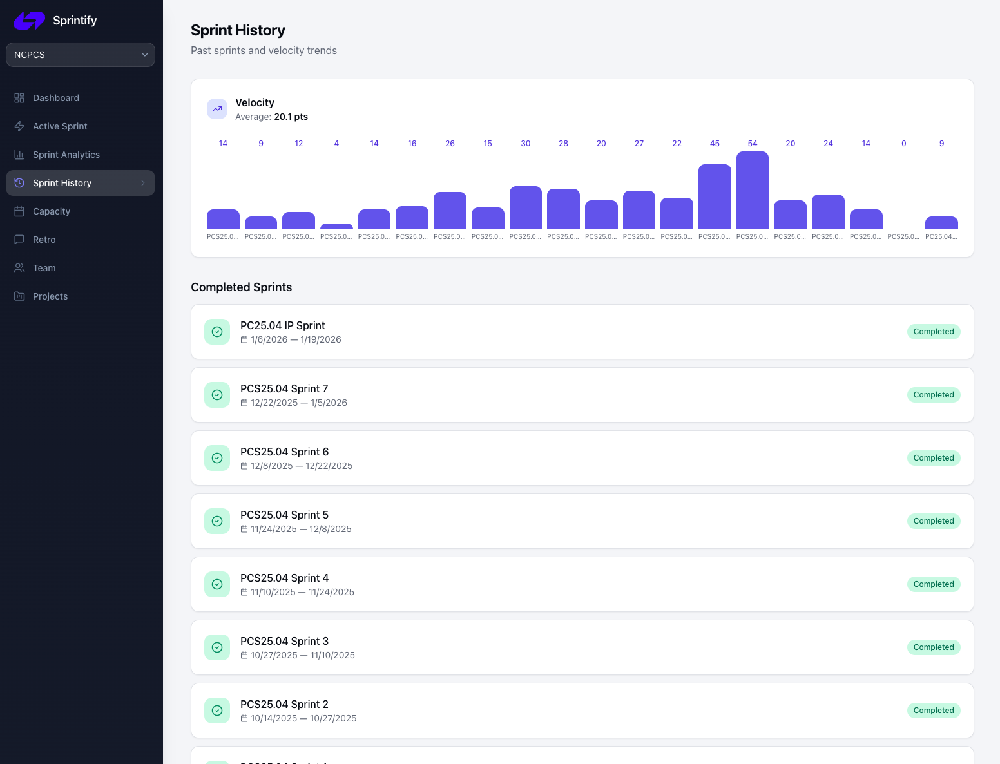 Sprintify
NCPCS
Dashboard
Active Sprint
Sprint Analytics
Sprint History
Capacity
Retro
Team
Projects
Sprint History
Past sprints and velocity trends
Velocity
Average: 20.1 pts
14 9 12 4 14 16 26 15 30 28 20 27 22 45 54 20 24 14 0 9
PCS25.0... PCS25.0... PCS25.0... PCS25.0... PCS25.0... PCS25.0... PCS25.0... PCS25.0... PCS25.0... PCS25.0... PCS25.0... PCS25.0... PCS25.0... PCS25.0... PCS25.0... PCS25.0... PCS25.0... PCS25.0... PCS25.0... PC25.04...
Completed Sprints
PC25.04 IP Sprint
1/6/2026 — 1/19/2026
Completed
PCS25.04 Sprint 7
12/22/2025 — 1/5/2026
Completed
PCS25.04 Sprint 6
12/8/2025 — 12/22/2025
Completed
PCS25.04 Sprint 5
11/24/2025 — 12/8/2025
Completed
PCS25.04 Sprint 4
11/10/2025 — 11/24/2025
Completed
PCS25.04 Sprint 3
10/27/2025 — 11/10/2025
Completed
PCS25.04 Sprint 2
10/14/2025 — 10/27/2025
Completed